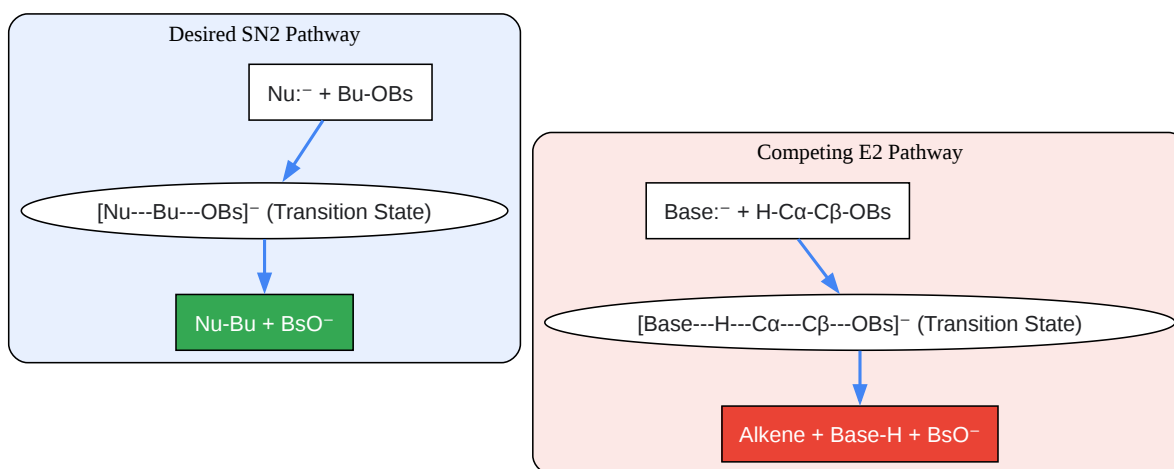 Desired SN2 Pathway
Nu:⁻ + Bu-OBs
[Nu---Bu---OBs]⁻ (Transition State)
Nu-Bu + BsO⁻
Competing E2 Pathway
Base:⁻ + H-Cα-Cβ-OBs
[Base---H---Cα---Cβ---OBs]⁻ (Transition State)
Alkene + Base-H + BsO⁻